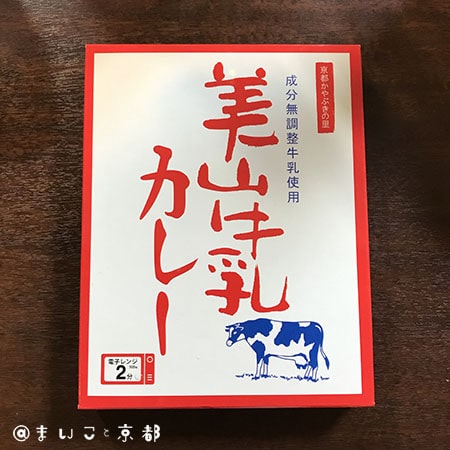 京都かやぶきの里
成分無調整牛乳使用
美山牛乳
カレー
電子レンジ
2分
@まいこと京都